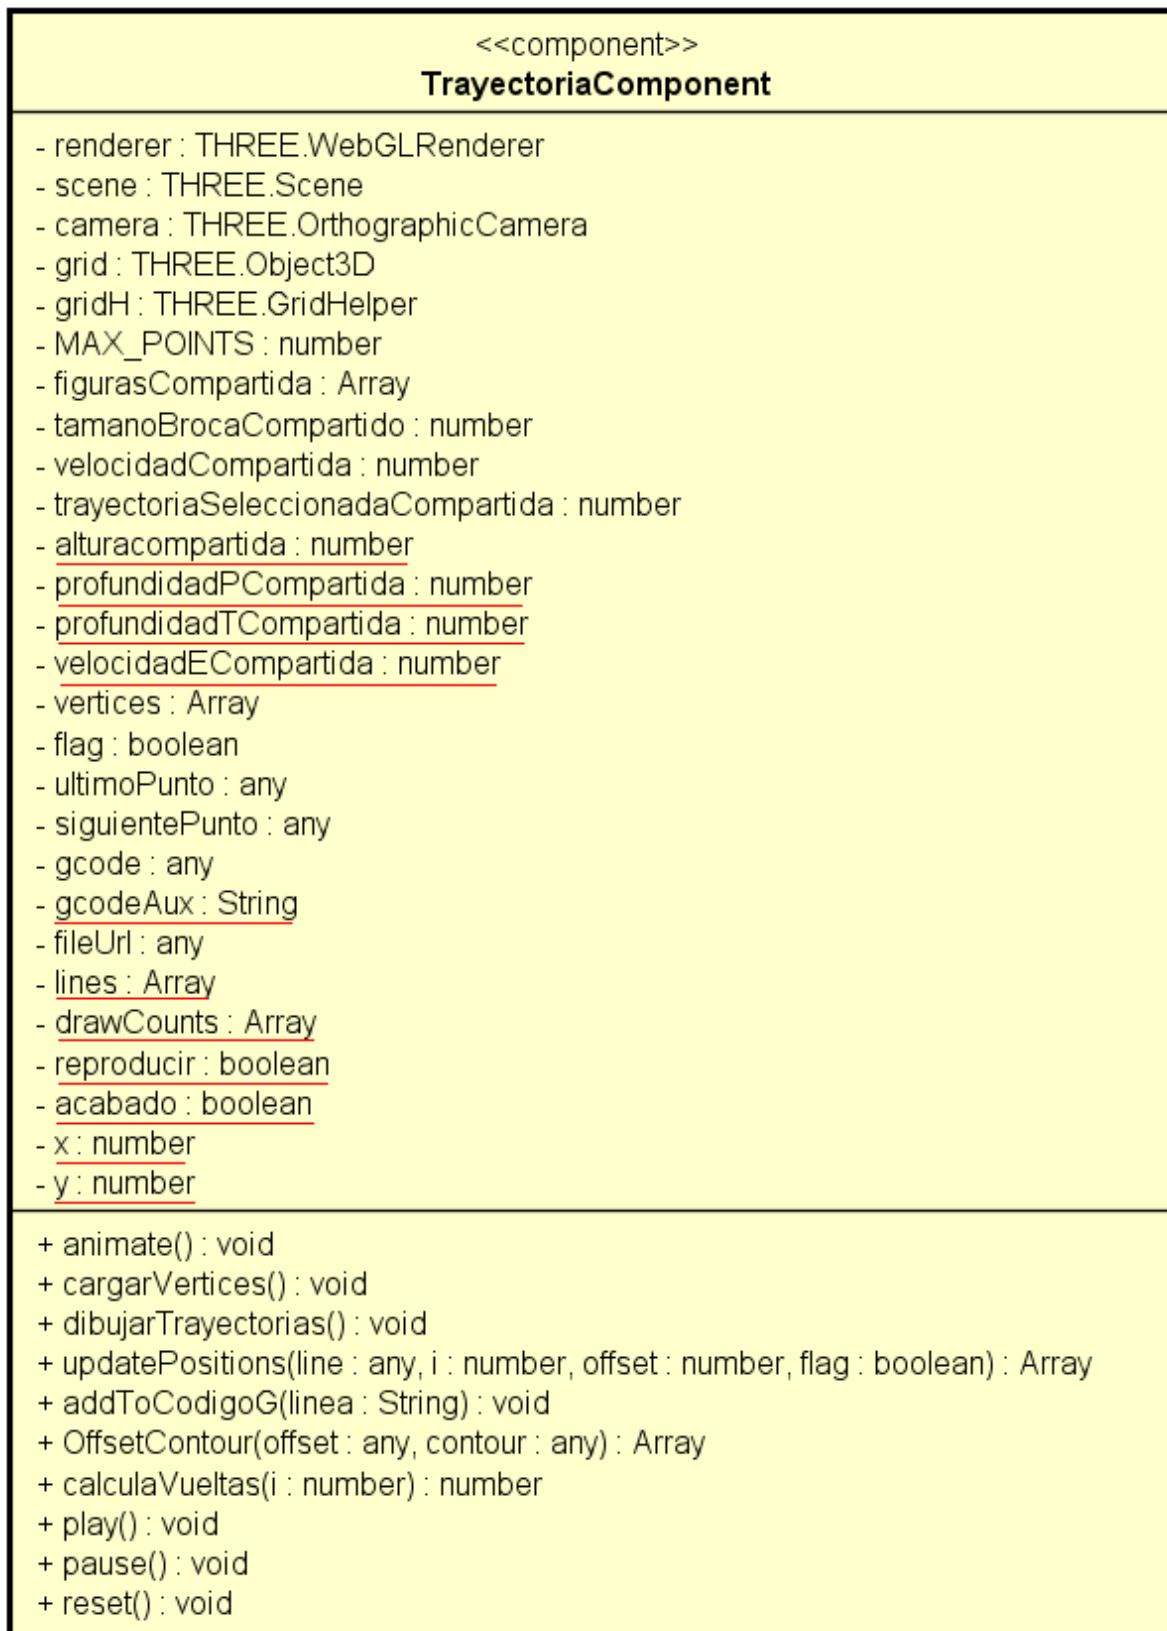 <<component>>
TrayectoriaComponent
- renderer : THREE.WebGLRenderer
- scene : THREE.Scene
- camera : THREE.OrthographicCamera
- grid : THREE.Object3D
- gridH : THREE.GridHelper
- MAX_POINTS : number
- figurasCompartida : Array
- tamanoBrocaCompartido : number
- velocidadCompartida : number
- trayectoriaSeleccionadaCompartida : number
- alturacompartida : number
- profundidadPCompartida : number
- profundidadTCompartida : number
- velocidadECompartida : number
- vertices : Array
- flag : boolean
- ultimoPunto : any
- siguientePunto : any
- gcode : any
- gcodeAux : String
- fileUrl : any
- lines : Array
- drawCounts : Array
- reproducir : boolean
- acabado : boolean
- x : number
- y : number
+ animate() : void
+ cargarVertices() : void
+ dibujarTrayectorias() : void
+ updatePositions(line : any, i : number, offset : number, flag : boolean) : Array
+ addToCodigoG(linea : String) : void
+ OffsetContour(offset : any, contour : any) : Array
+ calculaVueltas(i : number) : number
+ play() : void
+ pause() : void
+ reset() : void